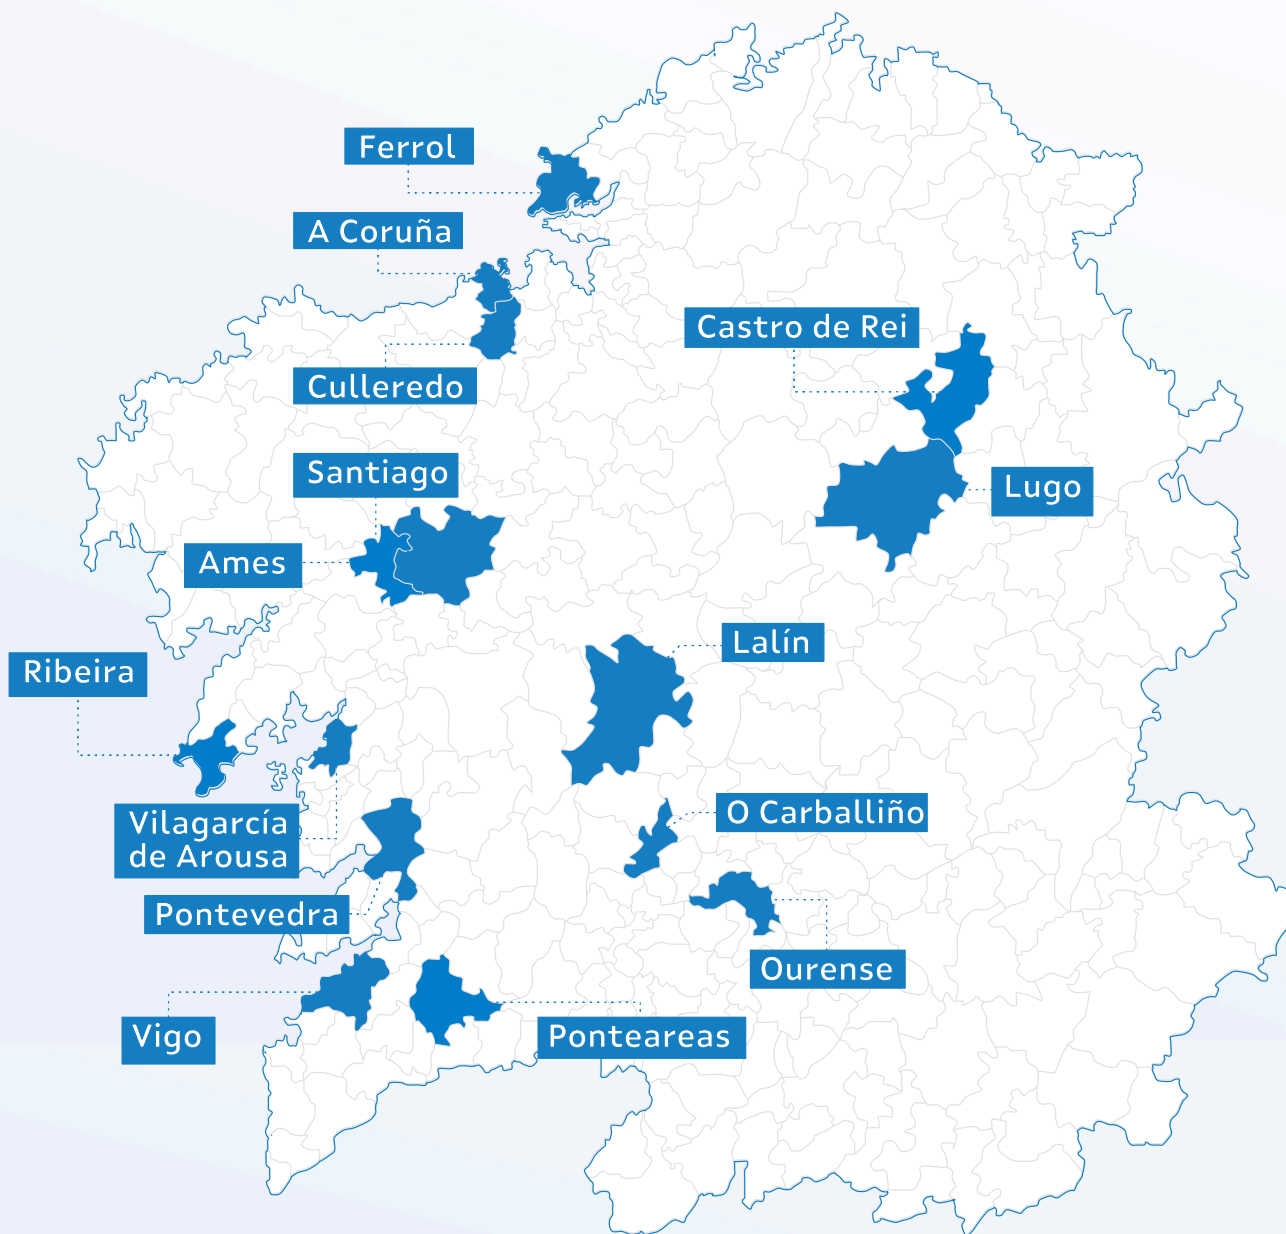 Ferrol
A Coruña
Castro de Rei
Culleredo
Santiago
Lugo
Ames
Lalín
Ribeira
O Carballiño
Vilagarcía
de Arousa
Pontevedra
Ourense
Vigo
Ponteareas